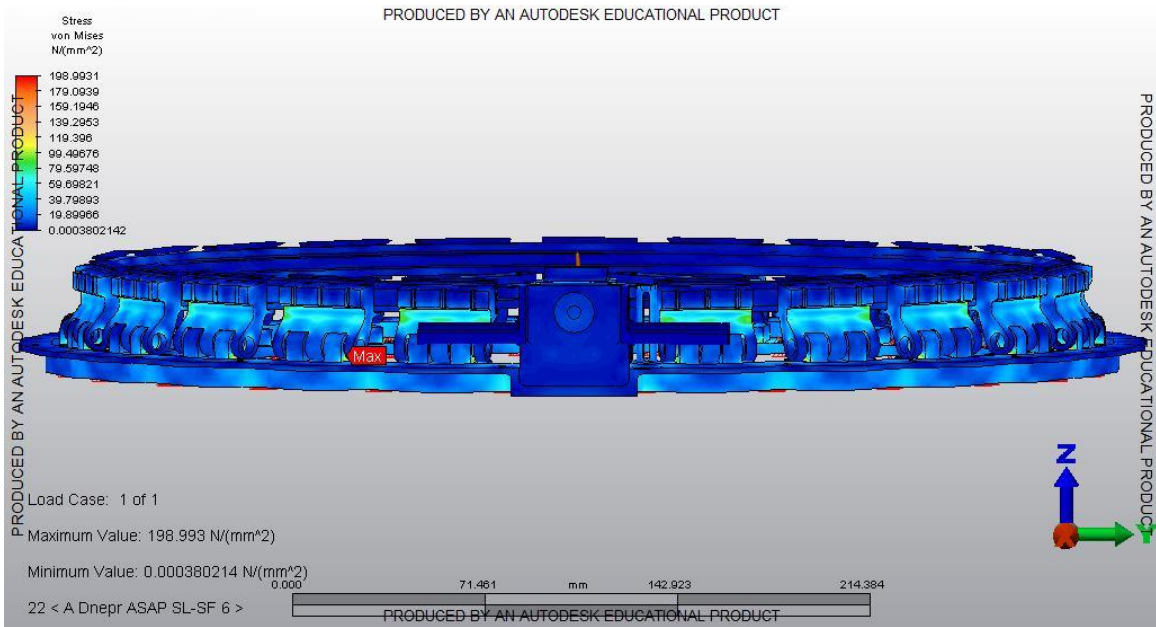 PRODUCED BY AN AUTODESK EDUCATIONAL PRODUCT
Stress
von Mises
N/(mm^2)
198.9931
179.0939
159.1946
139.2953
119.396
99.49676
79.59748
59.69821
39.79893
19.89966
0.0003802142
PRODUCED BY AN AUTODESK EDUCATIONAL PRODUCT
PRODUCED BY AN AUTODESK EDUCATIONAL PRODUCT
Max
Z
X
Y
Load Case: 1 of 1
Maximum Value: 198.993 N/(mm^2)
Minimum Value: 0.000380214 N/(mm^2)
0.000 71.461 mm 142.923 214.384
22 < A Dnepr ASAP SL-SF 6 >
PRODUCED BY AN AUTODESK EDUCATIONAL PRODUCT